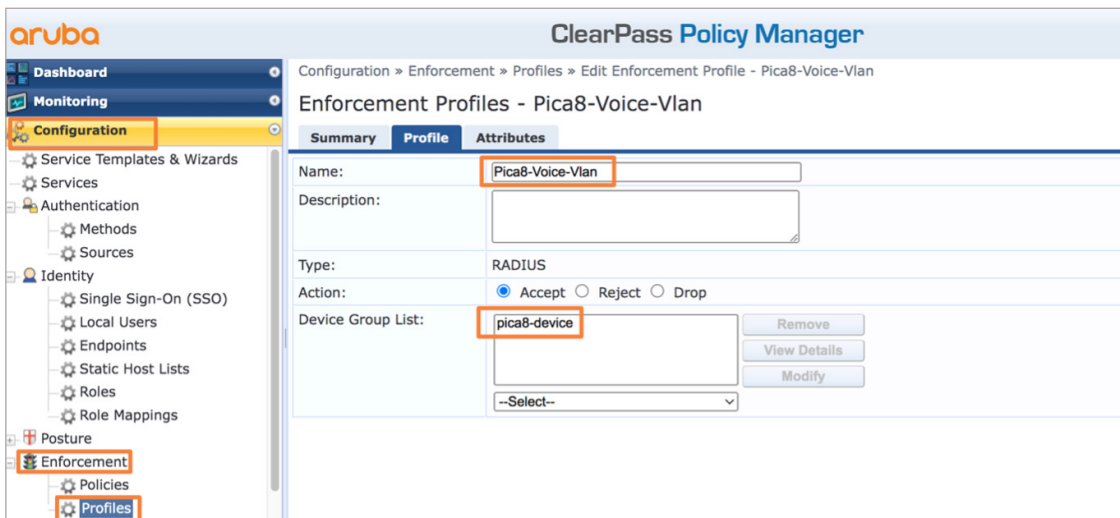 aruba
ClearPass Policy Manager
Dashboard
Monitoring
Configuration
Service Templates & Wizards
Services
Authentication
Methods
Sources
Identity
Single Sign-On (SSO)
Local Users
Endpoints
Static Host Lists
Roles
Role Mappings
Posture
Enforcement
Policies
Profiles
Configuration » Enforcement » Profiles » Edit Enforcement Profile - Pica8-Voice-Vlan
Enforcement Profiles - Pica8-Voice-Vlan
Summary Profile Attributes
Name: Pica8-Voice-Vlan
Description:
Type: RADIUS
Action: Accept Reject Drop
Device Group List: pica8-device
Remove
View Details
Modify
--Select--